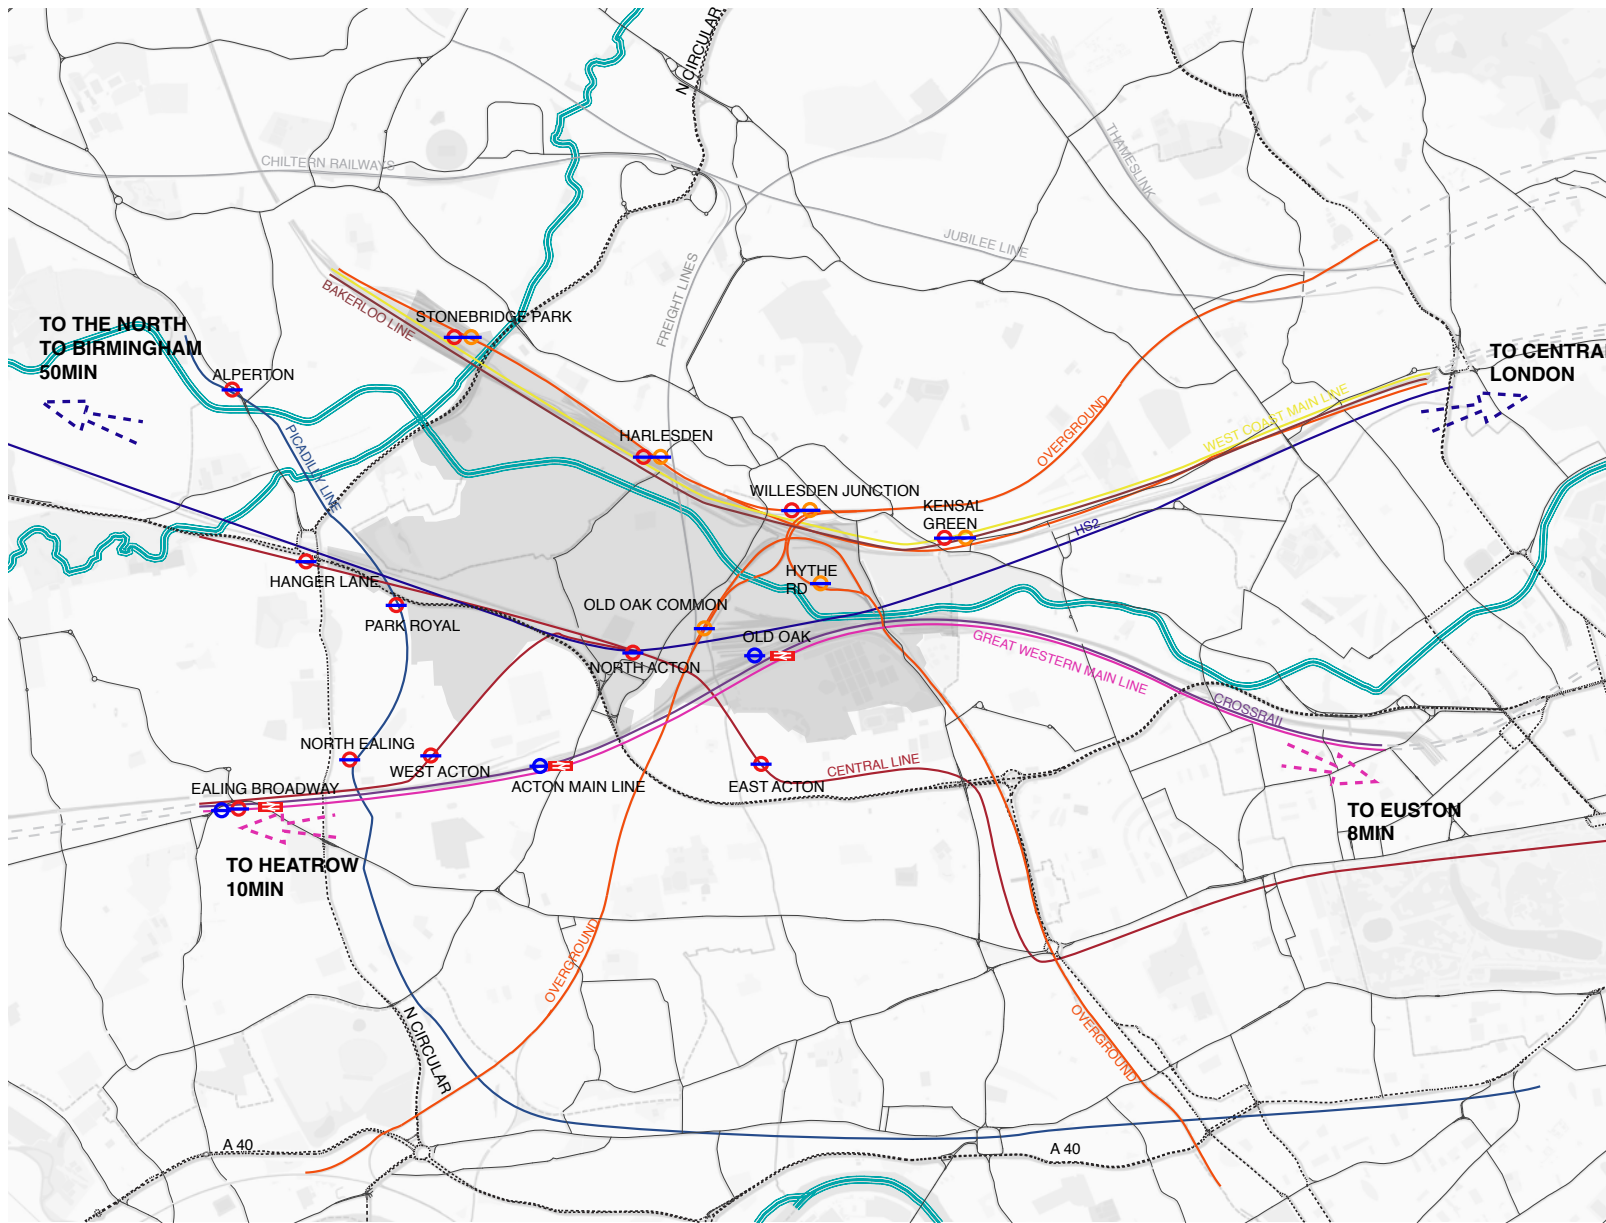 N CIRCULAR
CHILTERN RAILWAYS
THAMESLINK
JUBILEE LINE
FREIGHT LINES
BAKERLOO LINE
STONEBRIDGE PARK
TO THE NORTH
TO BIRMINGHAM
50MIN
ALPERTON
TO CENTRA
LONDON
PICADILLY LINE
HARLESDEN
OVERGROUND
WEST COAST MAIN LINE
WILLESDEN JUNCTION
KENSAL
GREEN
HS2
HANGER LANE
HYTHE
RD
PARK ROYAL
OLD OAK COMMON
OLD OAK
NORTH ACTON
GREAT WESTERN MAIN LINE
CROSSRAIL
NORTH EALING
WEST ACTON
EALING BROADWAY
ACTON MAIN LINE
EAST ACTON
CENTRAL LINE
TO EUSTON
8MIN
TO HEATROW
10MIN
OVERGROUND
N CIRCULAR
OVERGROUND
A 40
A 40